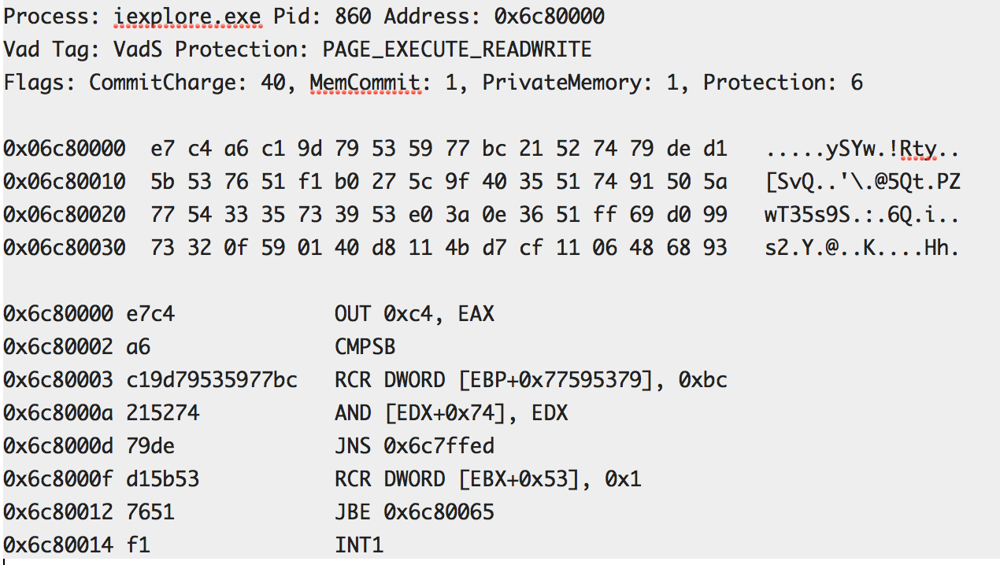 Process: iexplore.exe Pid: 860 Address: 0x6c80000
Vad Tag: VadS Protection: PAGE_EXECUTE_READWRITE
Flags: CommitCharge: 40, MemCommit: 1, PrivateMemory: 1, Protection: 6
0x06c80000  e7 c4 a6 c1 9d 79 53 59 77 bc 21 52 74 79 de d1   .....ySYw.!Rty..
0x06c80010  5b 53 76 51 f1 b0 27 5c 9f 40 35 51 74 91 50 5a   [SvQ..'\.@5Qt.PZ
0x06c80020  77 54 33 35 73 39 53 e0 3a 0e 36 51 ff 69 d0 99   wT35s9S.:.6Q.i..
0x06c80030  73 32 0f 59 01 40 d8 11 4b d7 cf 11 06 48 68 93   s2.Y.@..K....Hh.
0x6c80000 e7c4             OUT 0xc4, EAX
0x6c80002 a6               CMPSB
0x6c80003 c19d79535977bc   RCR DWORD [EBP+0x77595379], 0xbc
0x6c8000a 215274           AND [EDX+0x74], EDX
0x6c8000d 79de             JNS 0x6c7ffed
0x6c8000f d15b53           RCR DWORD [EBX+0x53], 0x1
0x6c80012 7651             JBE 0x6c80065
0x6c80014 f1               INT1